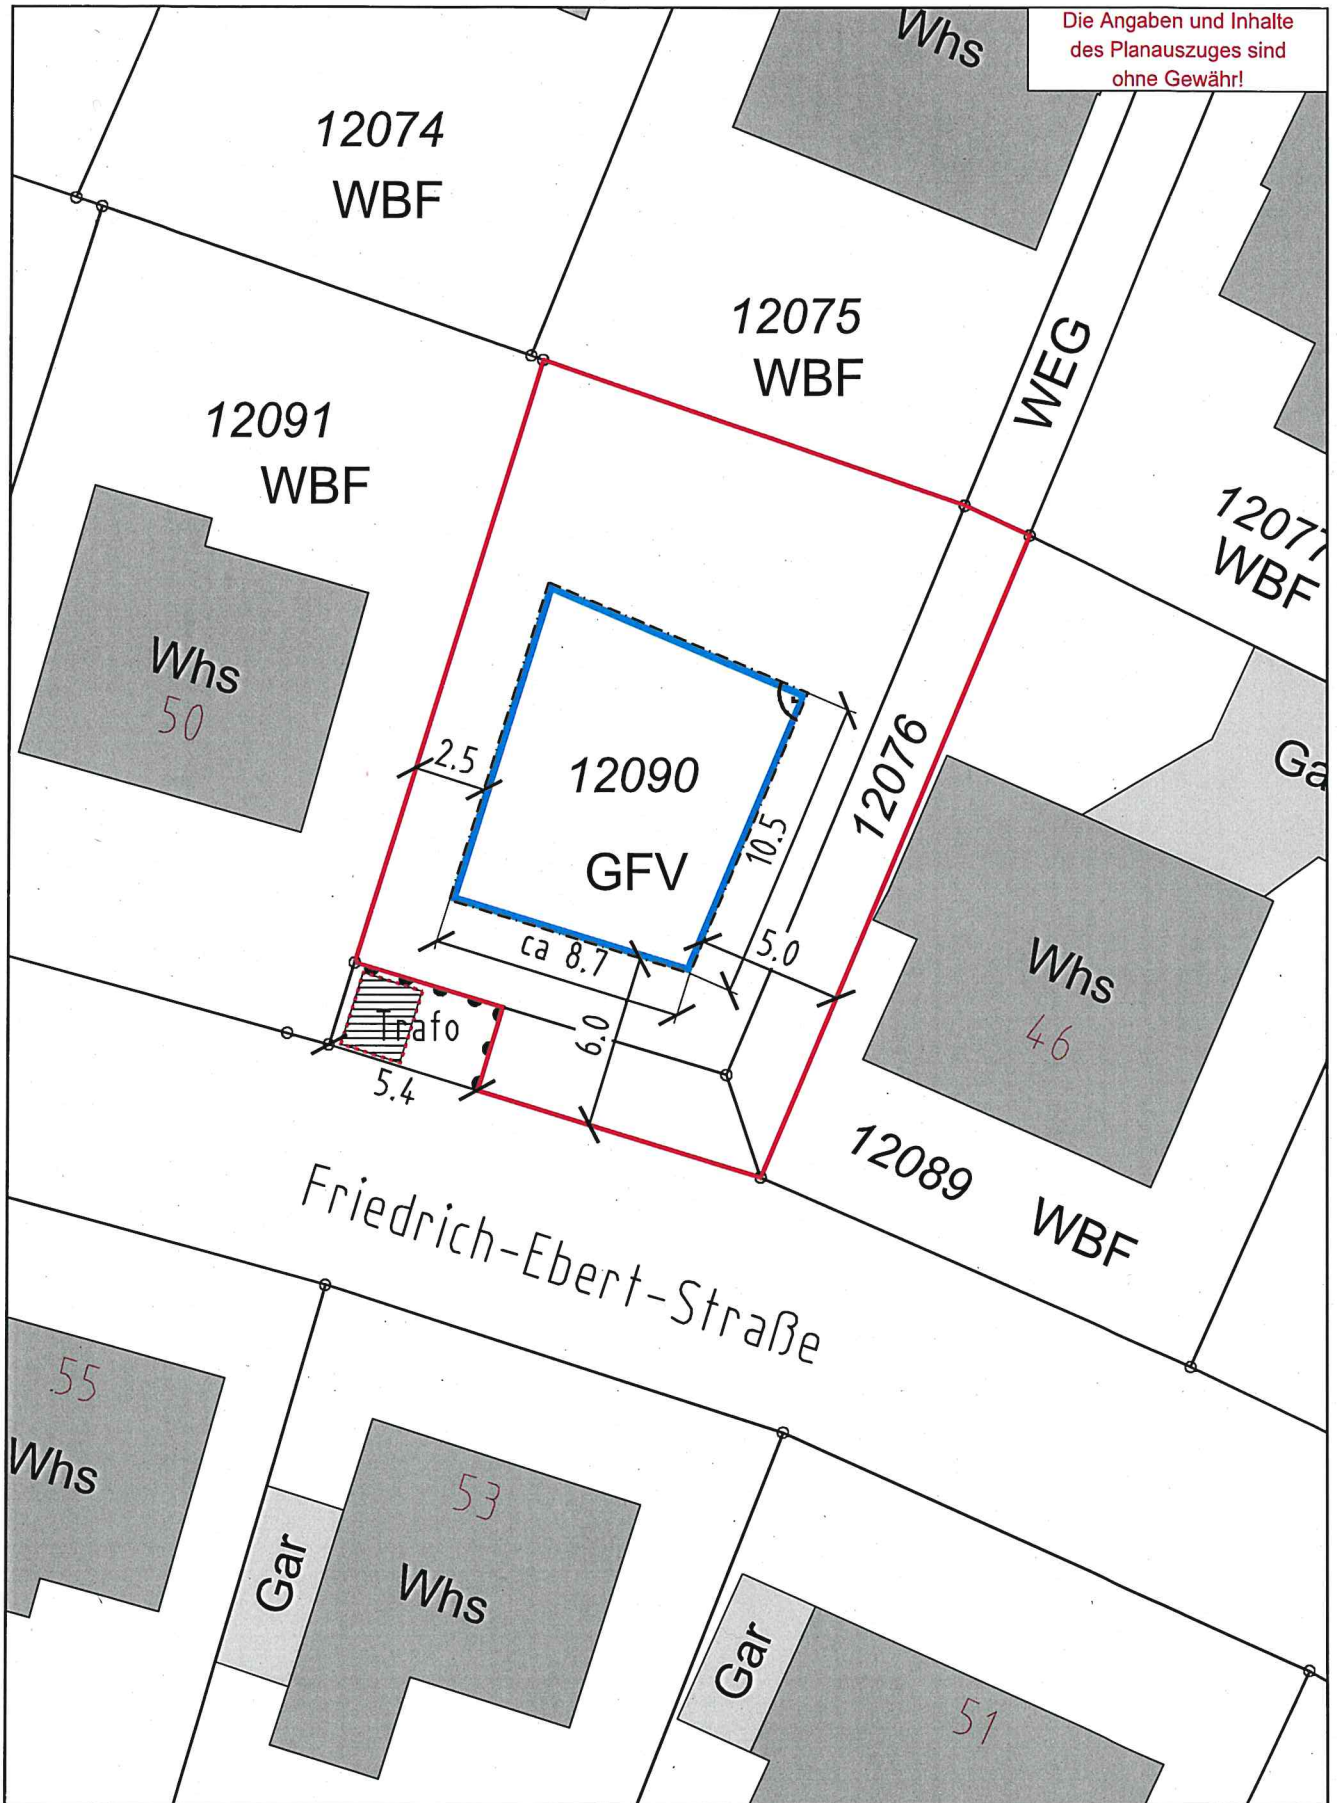 Die Angaben und Inhalte
des Planauszuges sind
ohne Gewähr!
Whs
12074
WBF
12075
WBF
WEG
12091
WBF
12077
WBF
Whs
50
2.5
12090
GFV
10.5
12076
Ga
ca 8.7
5.0
6.0
Trafo
5.4
Whs
46
12089
WBF
Friedrich-Ebert-Straße
55
Whs
53
Whs
Gar
Gar
51